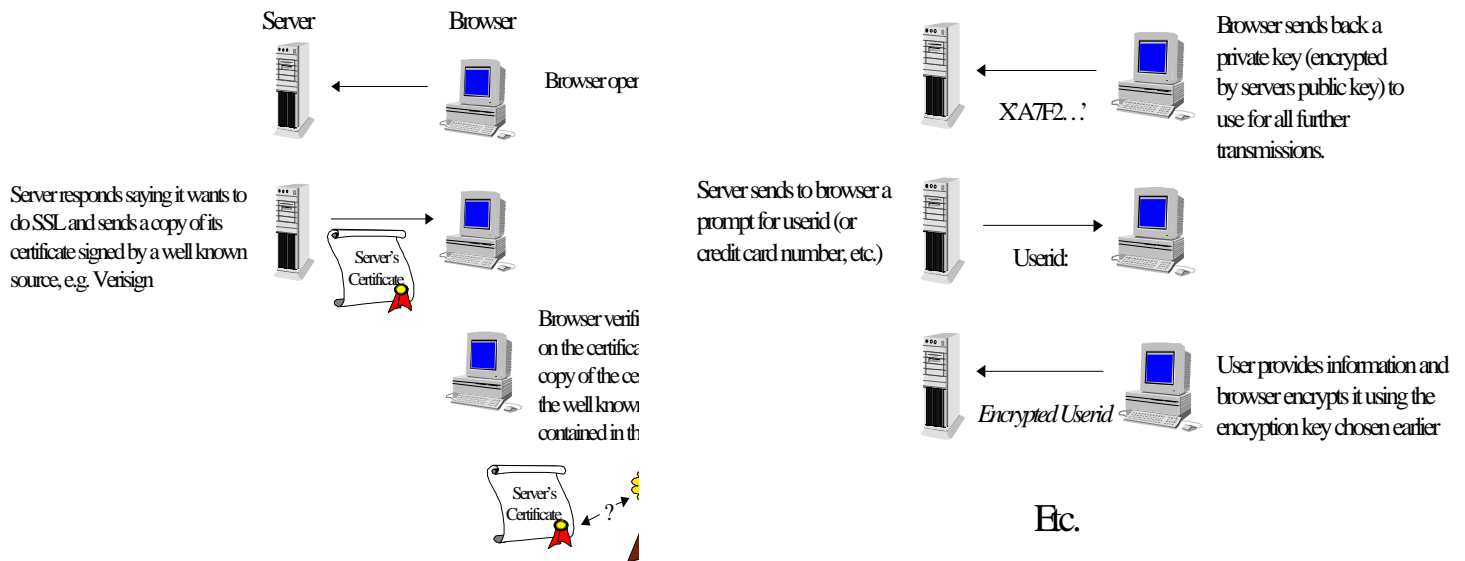 Server Browser
Browser oper
Server responds saying it wants to
do SSL and sends a copy of its
certificate signed by a well known
source, e.g. Verisign
Server's
Certificate
Browser verifi
on the certifica
copy of the ce
the well known
contained in th
Server's
Certificate
?
Browser sends back a
private key (encrypted
by servers public key) to
use for all further
transmissions.
X'A7F2…'
Server sends to browser a
prompt for userid (or
credit card number, etc.)
Userid:
Encrypted Userid
User provides information and
browser encrypts it using the
encryption key chosen earlier
Etc.